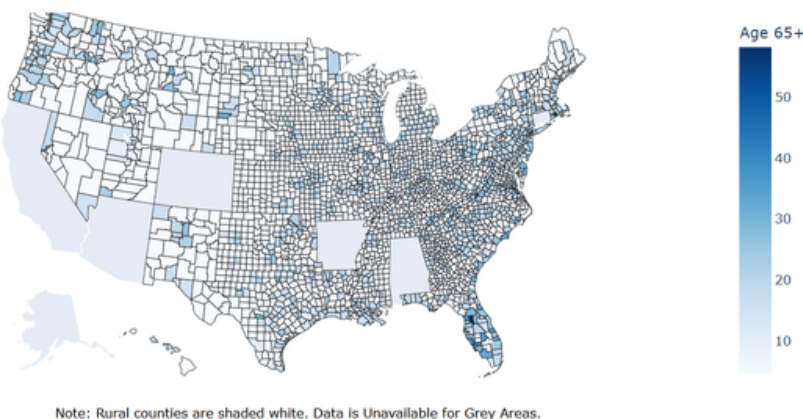 Age 65+
50
40
30
20
10
Note: Rural counties are shaded white. Data is Unavailable for Grey Areas.